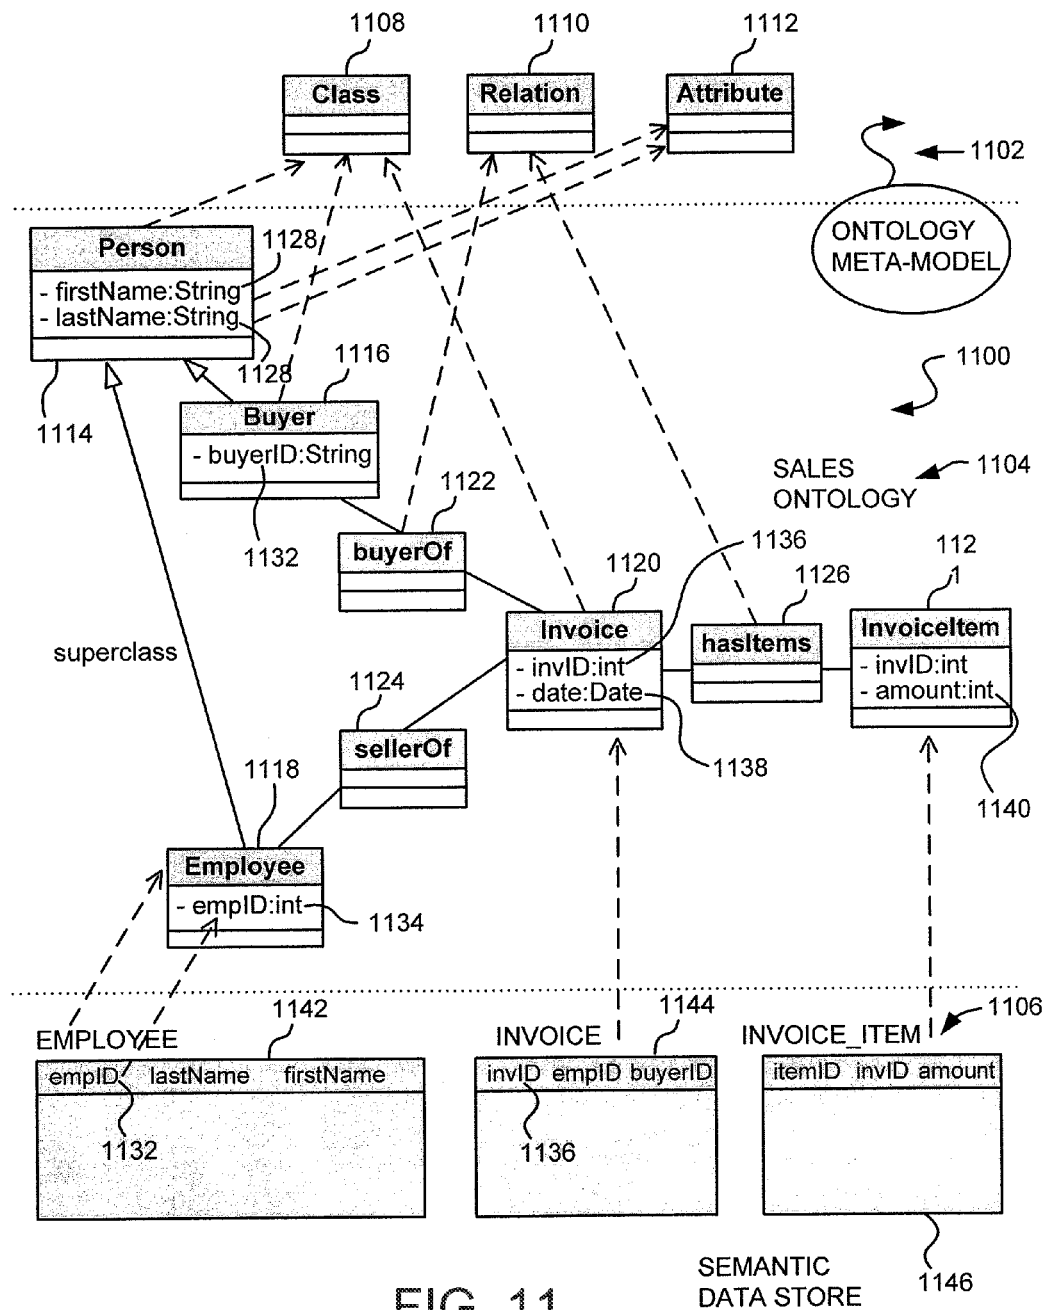 1108
1110
1112
Class
Relation
Attribute
1102
ONTOLOGY
META-MODEL
Person
1128
- firstName:String
- lastName:String
1128
1114
1116
1100
Buyer
- buyerID:String
1132
1122
SALES
ONTOLOGY
1104
buyerOf
1136
1120
1126
112
1
Invoice
- invID:int
- date:Date
hasItems
InvoiceItem
- invID:int
- amount:int
superclass
1124
sellerOf
1138
1140
1118
Employee
- empID:int
1134
1142
1144
1106
EMPLOYEE
INVOICE
INVOICE_ITEM
empID lastName firstName
invID empID buyerID
itemID invID amount
1132
1136
SEMANTIC
DATA STORE
1146
FIG. 11